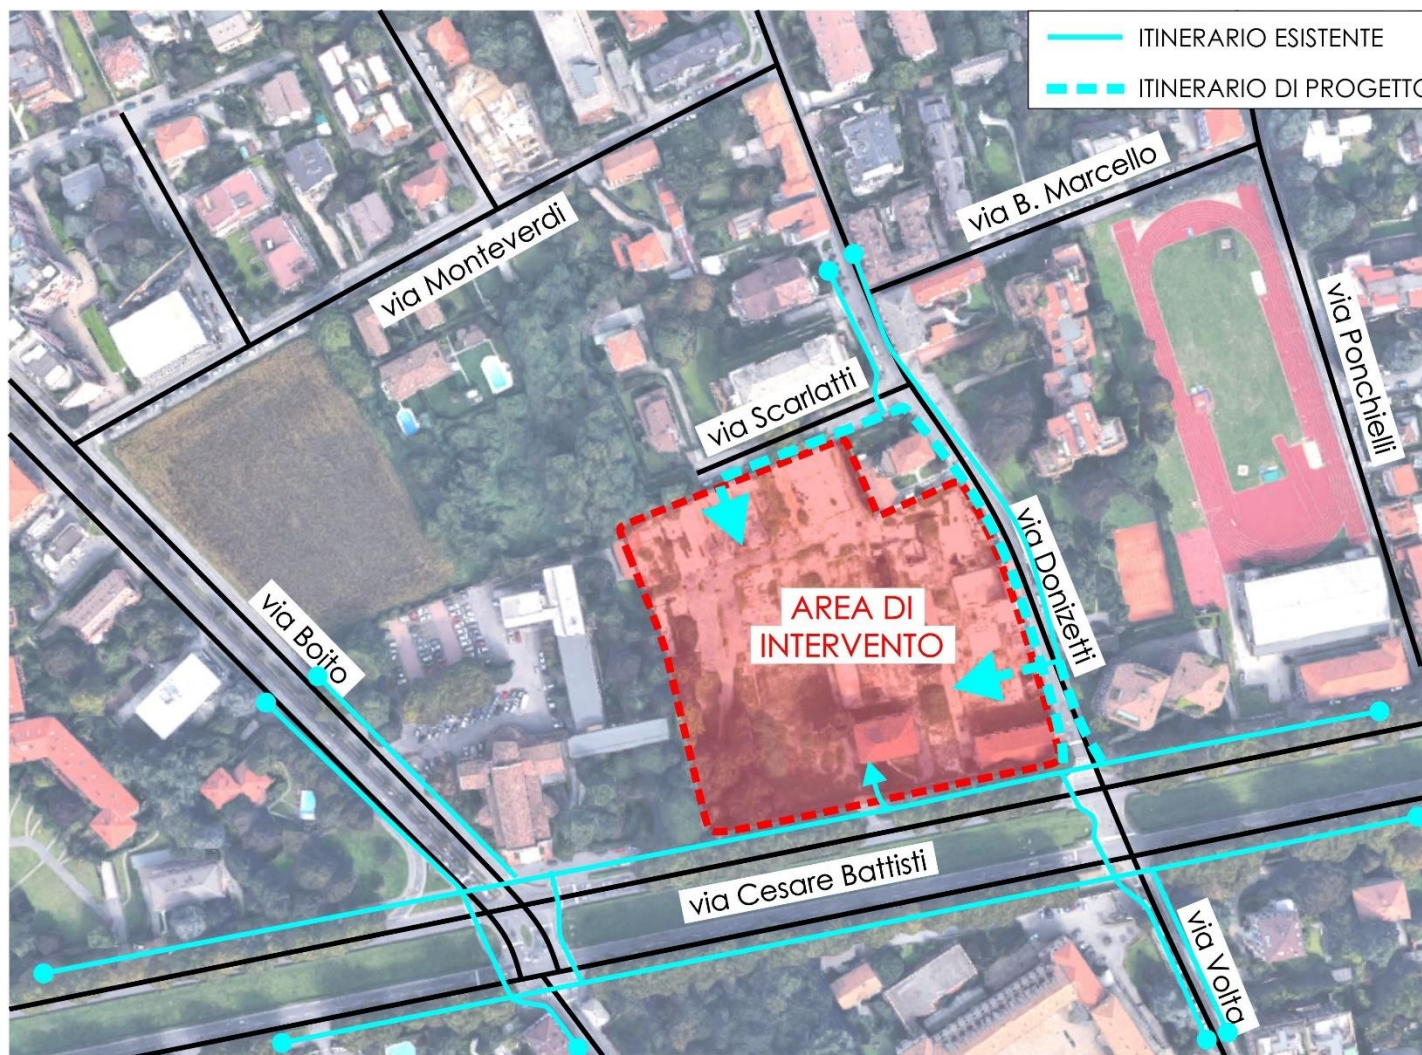 ITINERARIO ESISTENTE
ITINERARIO DI PROGETTO
via B. Marcello
via Monteverdi
via Ponchielli
via Scarlatti
via Donizetti
AREA DI
INTERVENTO
via Boito
via Cesare Battisti
via Volta